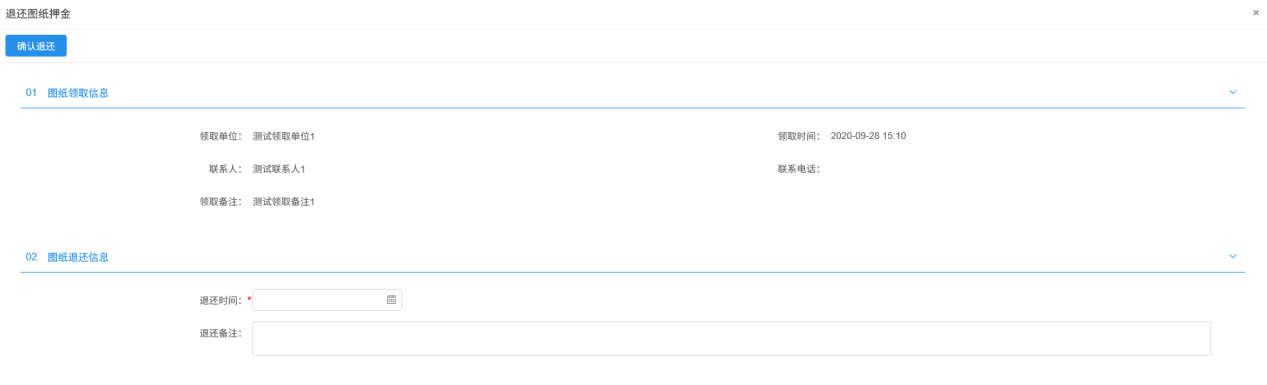 退还图纸押金
确认退还
01 图纸领取信息
领取单位： 测试领取单位1 领取时间： 2020-09-28 15:10
联系人： 测试联系人1 联系电话：
领取备注： 测试领取备注1
02 图纸退还信息
退还时间：*
退还备注：